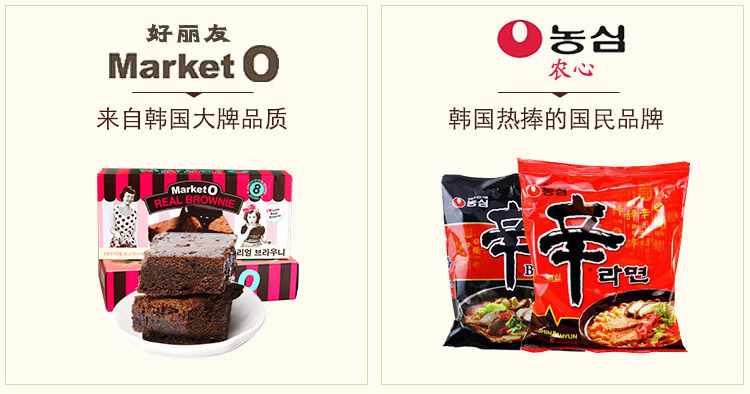 好丽友
Market O
来自韩国大牌品质
Market O
REAL BROWNIE
8
리얼 브라우니
O
농심
农心
韩国热捧的国民品牌
농심
辛
B
농심
辛
라면